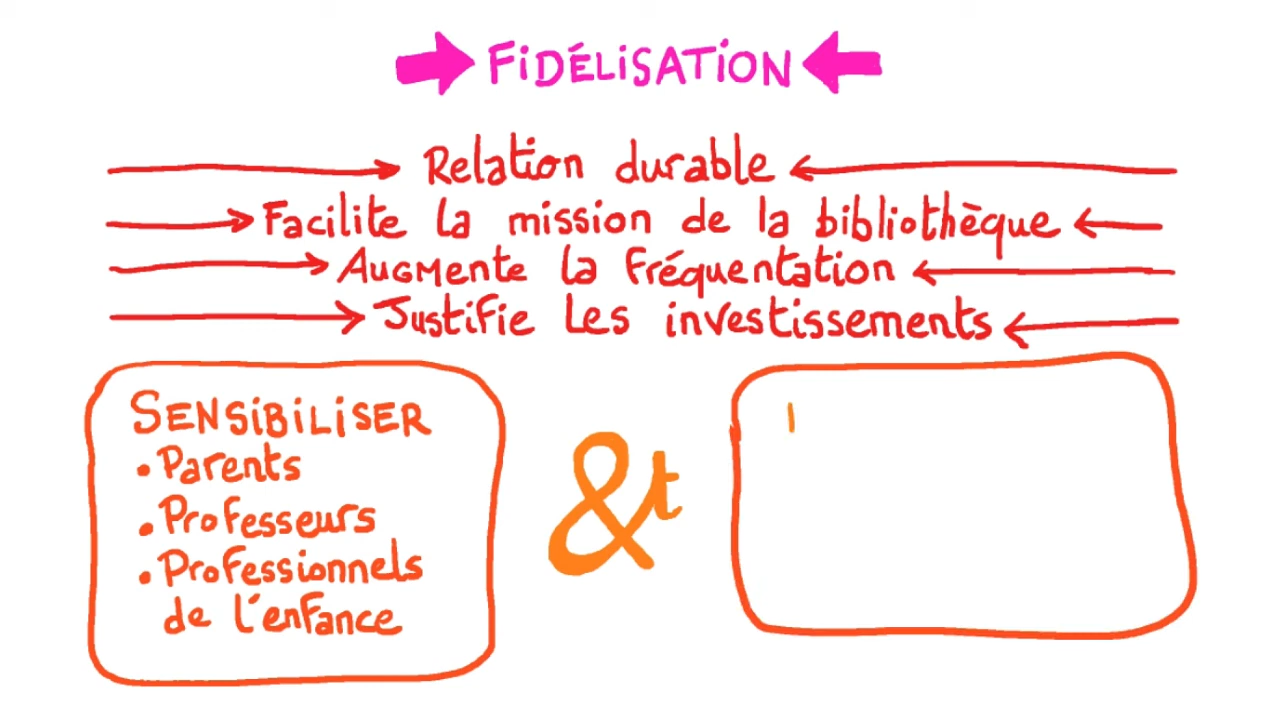 FiDÉLiSATiON
Relation durable
Facilite la mission de la bibliothèque
Augmente la fréquentation
Justifie les investissements
SENSiBiLiSER
• Parents
• Professeurs
&
• Professionnels
de l'enfance